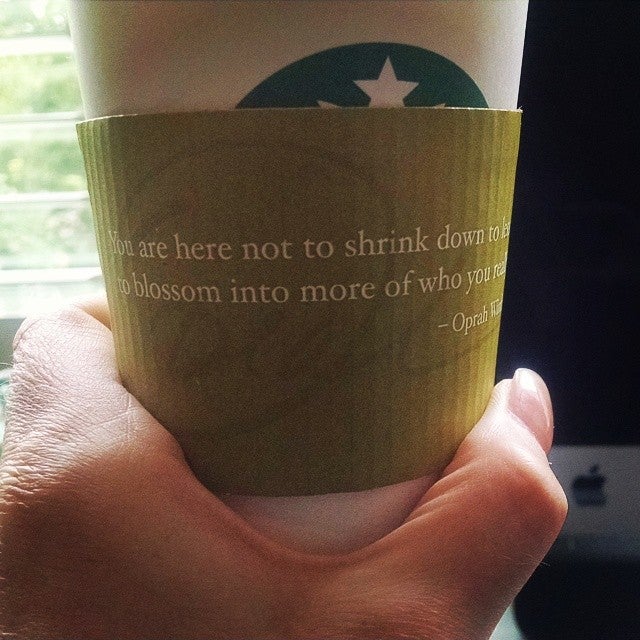 You are here not to shrink down to
to blossom into more of who you
– Oprah